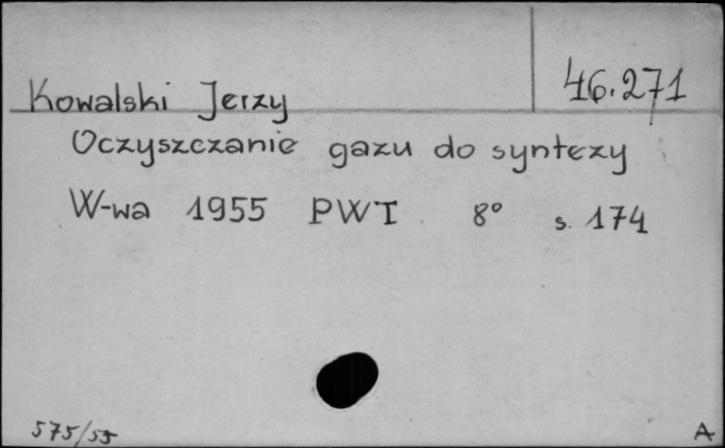 46.271
Kowalski Jerzy
Oczyszczanie gazu do syntezy
W-wa 1955 PWT 8° s. 174
575/55 A